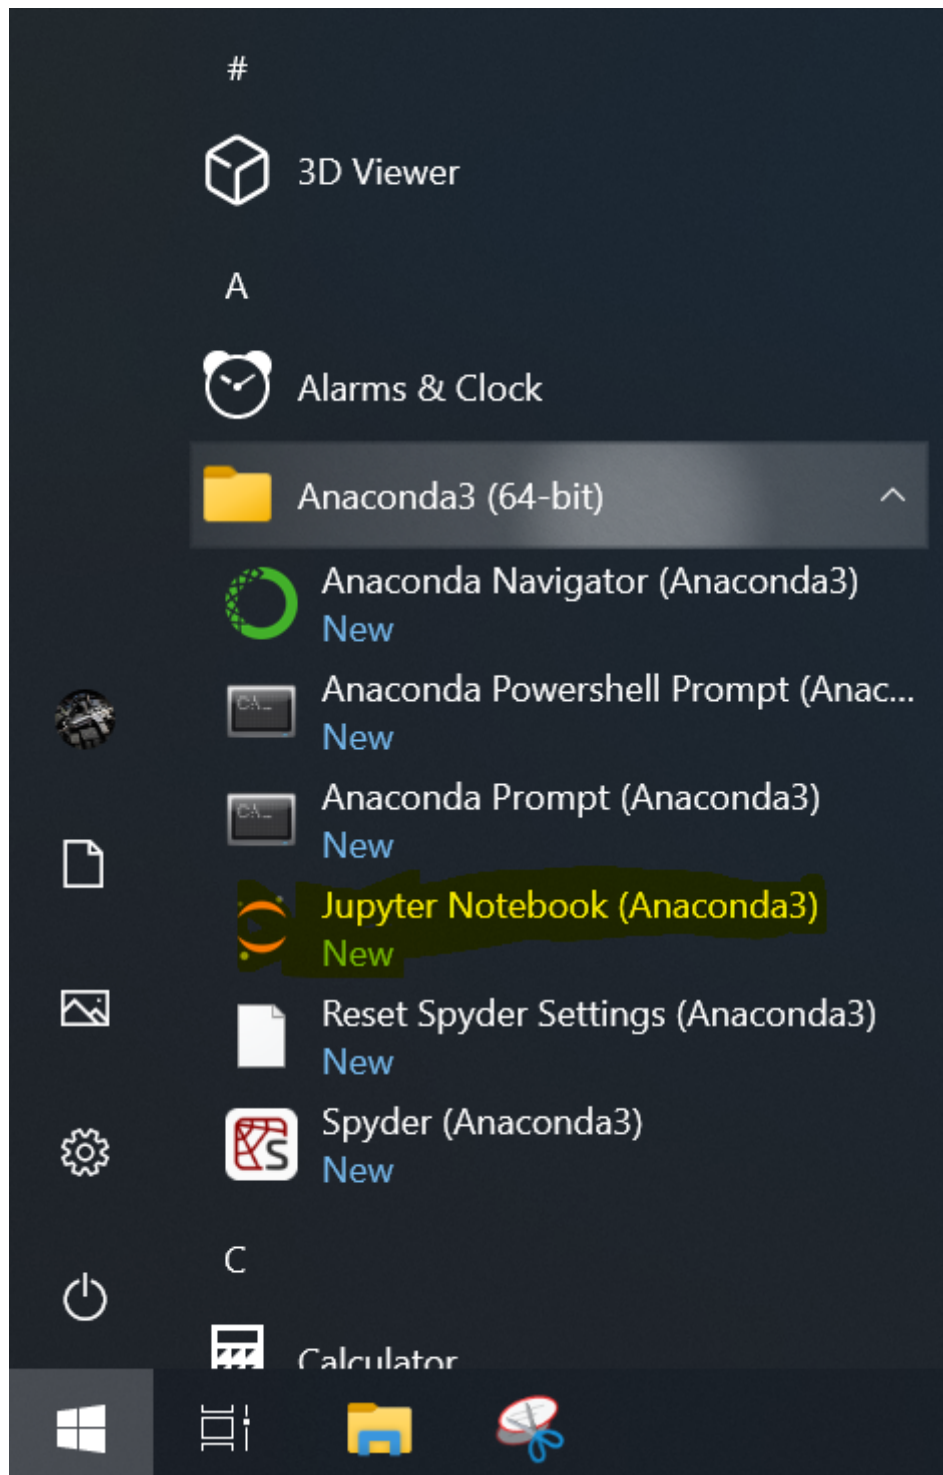 #
3D Viewer
A
Alarms & Clock
Anaconda3 (64-bit)
Anaconda Navigator (Anaconda3)
New
Anaconda Powershell Prompt (Anac...
New
Anaconda Prompt (Anaconda3)
New
Jupyter Notebook (Anaconda3)
New
Reset Spyder Settings (Anaconda3)
New
Spyder (Anaconda3)
New
C
Calculator